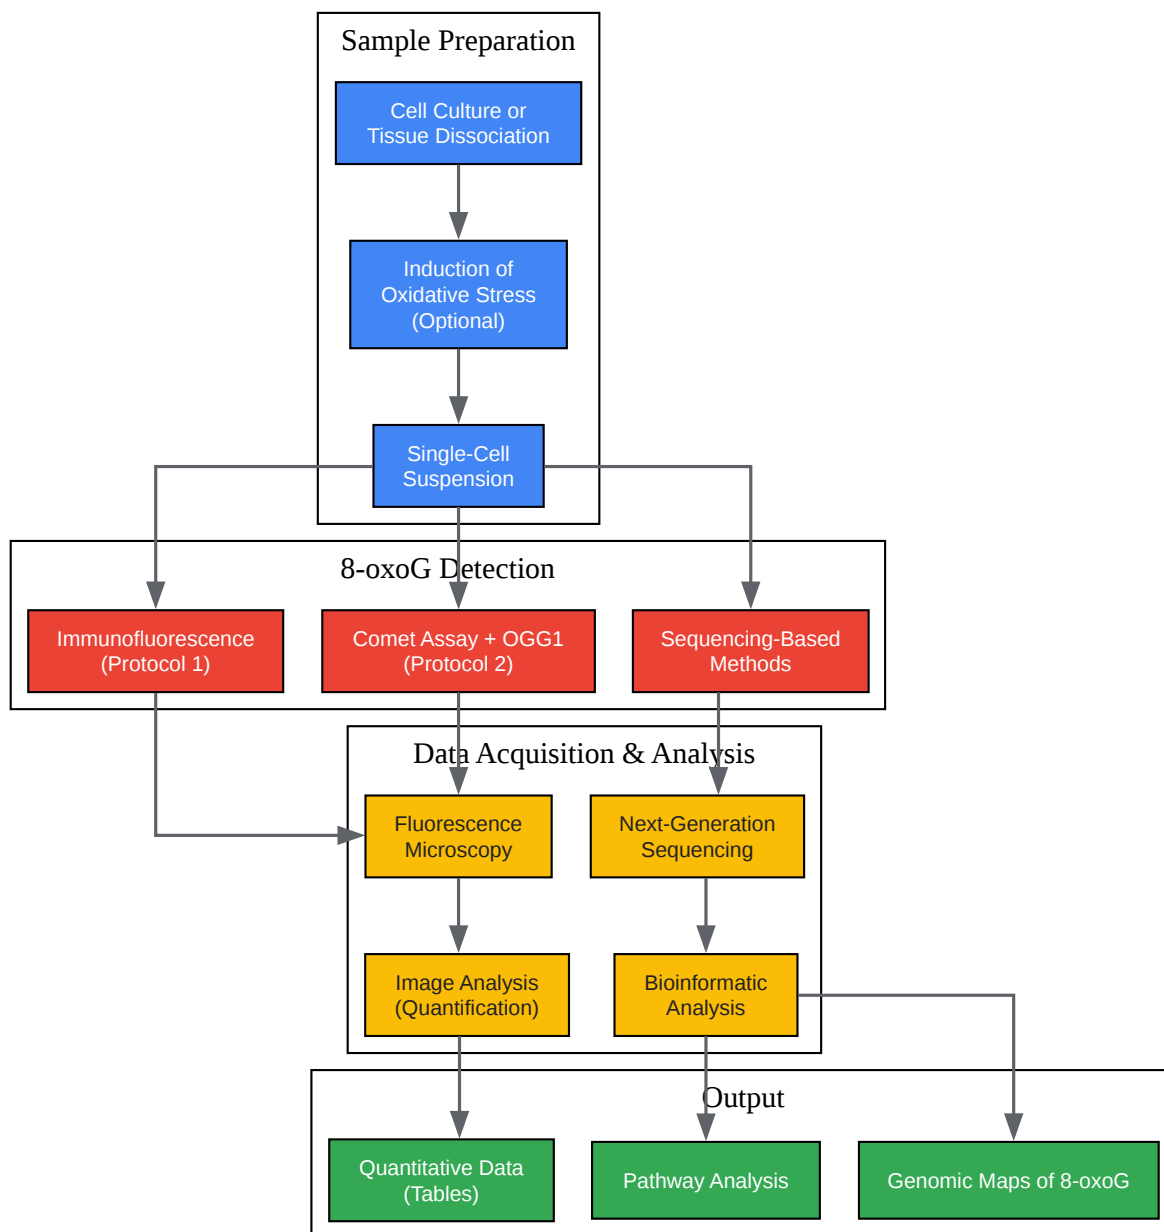 Sample Preparation
Cell Culture or
Tissue Dissociation
Induction of
Oxidative Stress
(Optional)
Single-Cell
Suspension
8-oxoG Detection
Immunofluorescence
(Protocol 1)
Comet Assay + OGG1
(Protocol 2)
Sequencing-Based
Methods
Data Acquisition & Analysis
Fluorescence
Microscopy
Next-Generation
Sequencing
Image Analysis
(Quantification)
Bioinformatic
Analysis
Output
Quantitative Data
(Tables)
Pathway Analysis
Genomic Maps of 8-oxoG